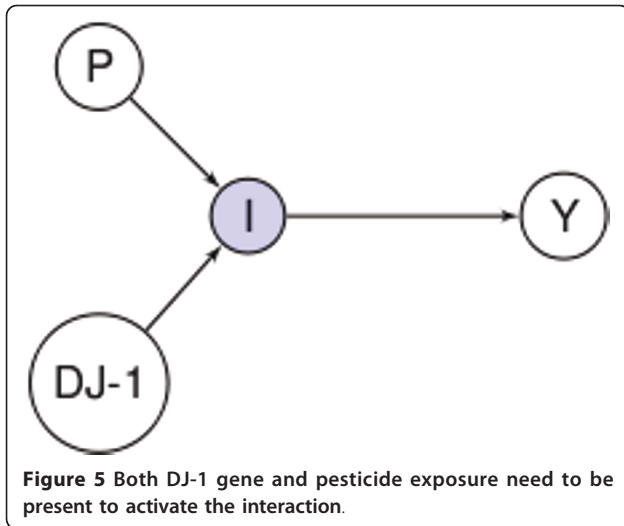 P
I
Y
DJ-1
Figure 5 Both DJ-1 gene and pesticide exposure need to be
present to activate the interaction.